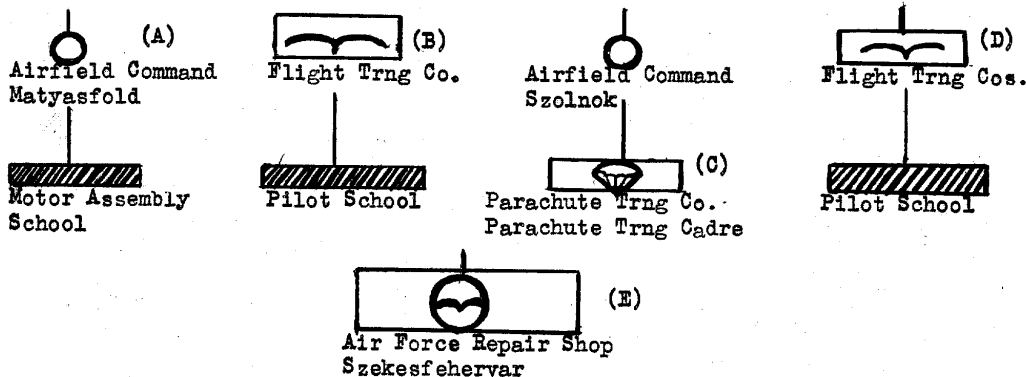 (A)
Airfield Command
Matyasfold
Motor Assembly
School
(B)
Flight Trng Co.
Pilot School
Airfield Command
Szolnok
(C)
Parachute Trng Co.
Parachute Trng Cadre
(D)
Flight Trng Cos.
Pilot School
(E)
Air Force Repair Shop
Szekesfehervar